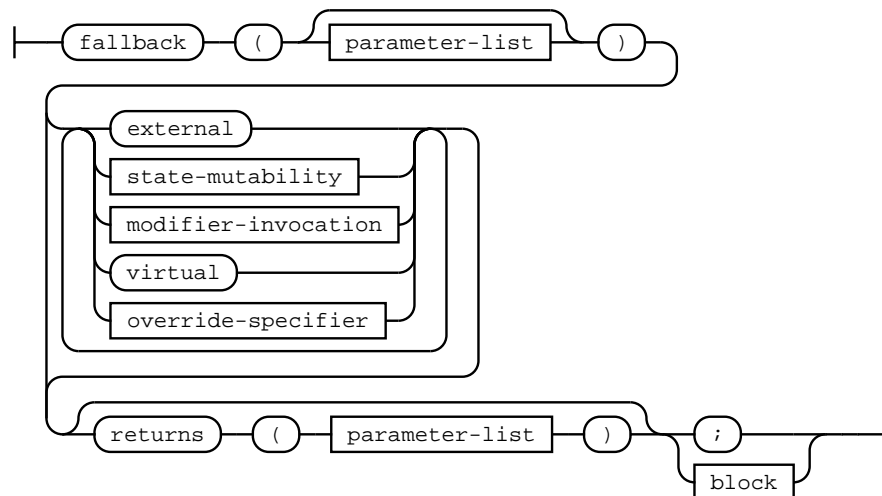 fallback ( parameter-list )
external
state-mutability
modifier-invocation
virtual
override-specifier
returns ( parameter-list ) ;
block